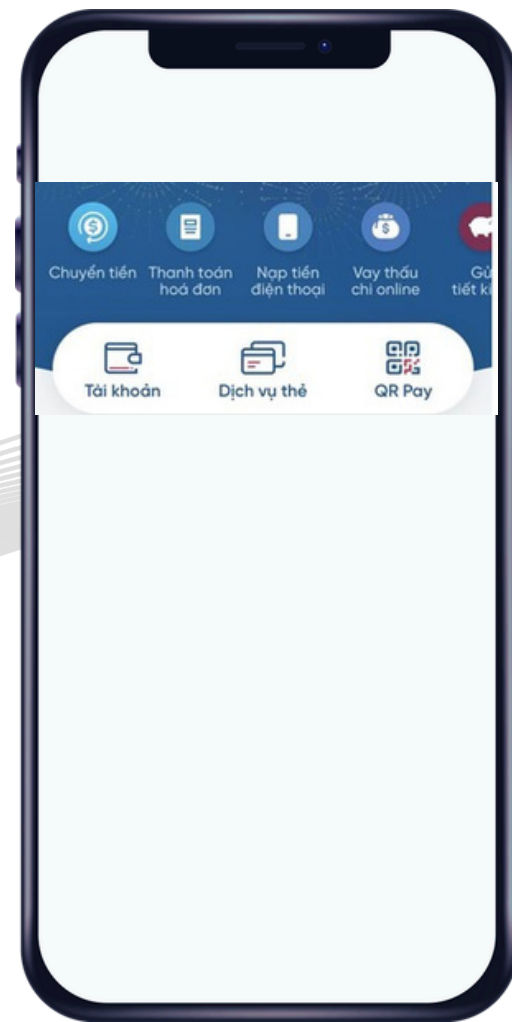 Chuyển tiền Thanh toán Nạp tiền Vay thấu
hoá đơn điện thoại chi online
Tài khoản Dịch vụ thẻ QR Pay